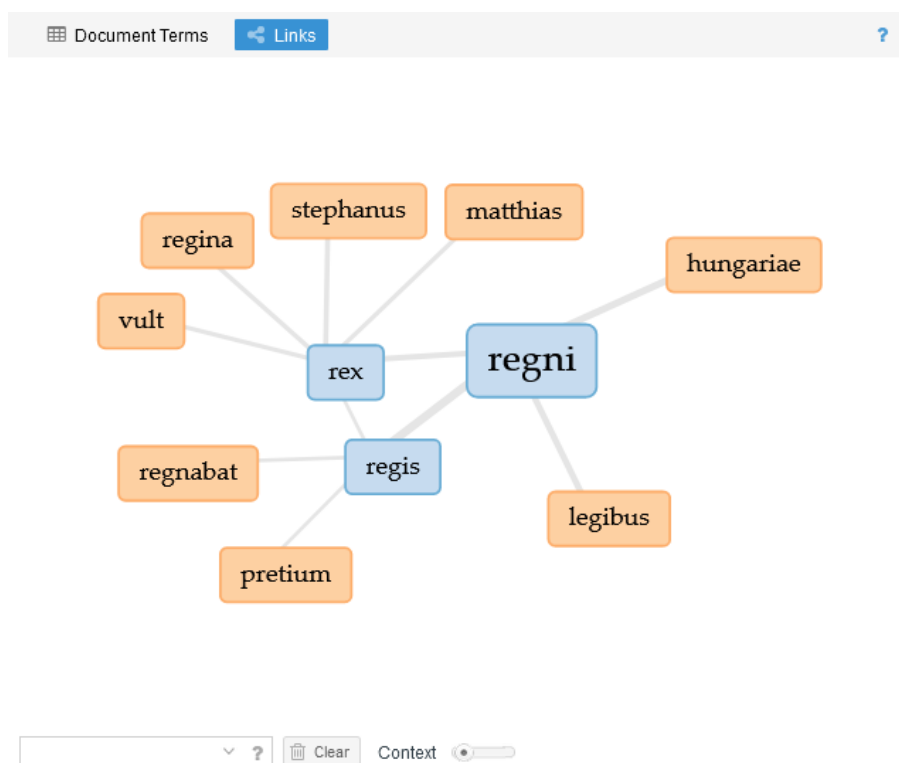 Document Terms Links ?
stephanus
matthias
regina
hungariae
vult
regni
rex
regis
regnabat
legibus
pretium
? Clear Context